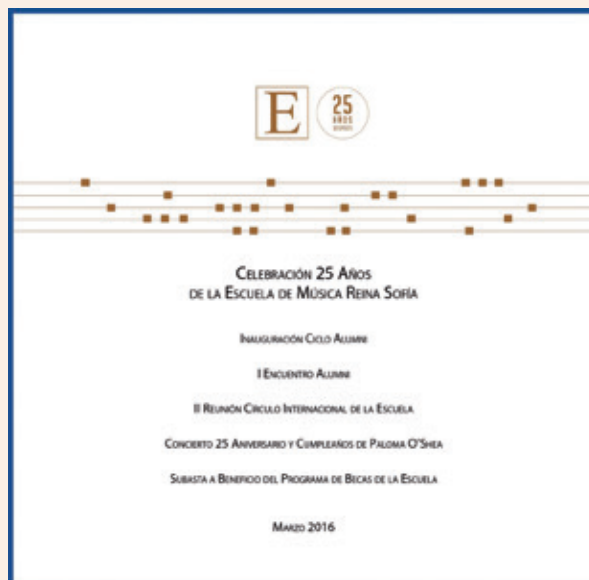 E
25
AÑOS
DESPUÉS
CELEBRACIÓN 25 AÑOS
DE LA ESCUELA DE MÚSICA REINA SOFÍA
INAUGURACIÓN CICLO ALUMNI
I ENCUENTRO ALUMNI
II REUNIÓN CÍRCULO INTERNACIONAL DE LA ESCUELA
CONCIERTO 25 ANIVERSARIO Y CUMPLEAÑOS DE PALOMA O'SHEA
SUBASTA A BENEFICIO DEL PROGRAMA DE BECAS DE LA ESCUELA
MARZO 2016